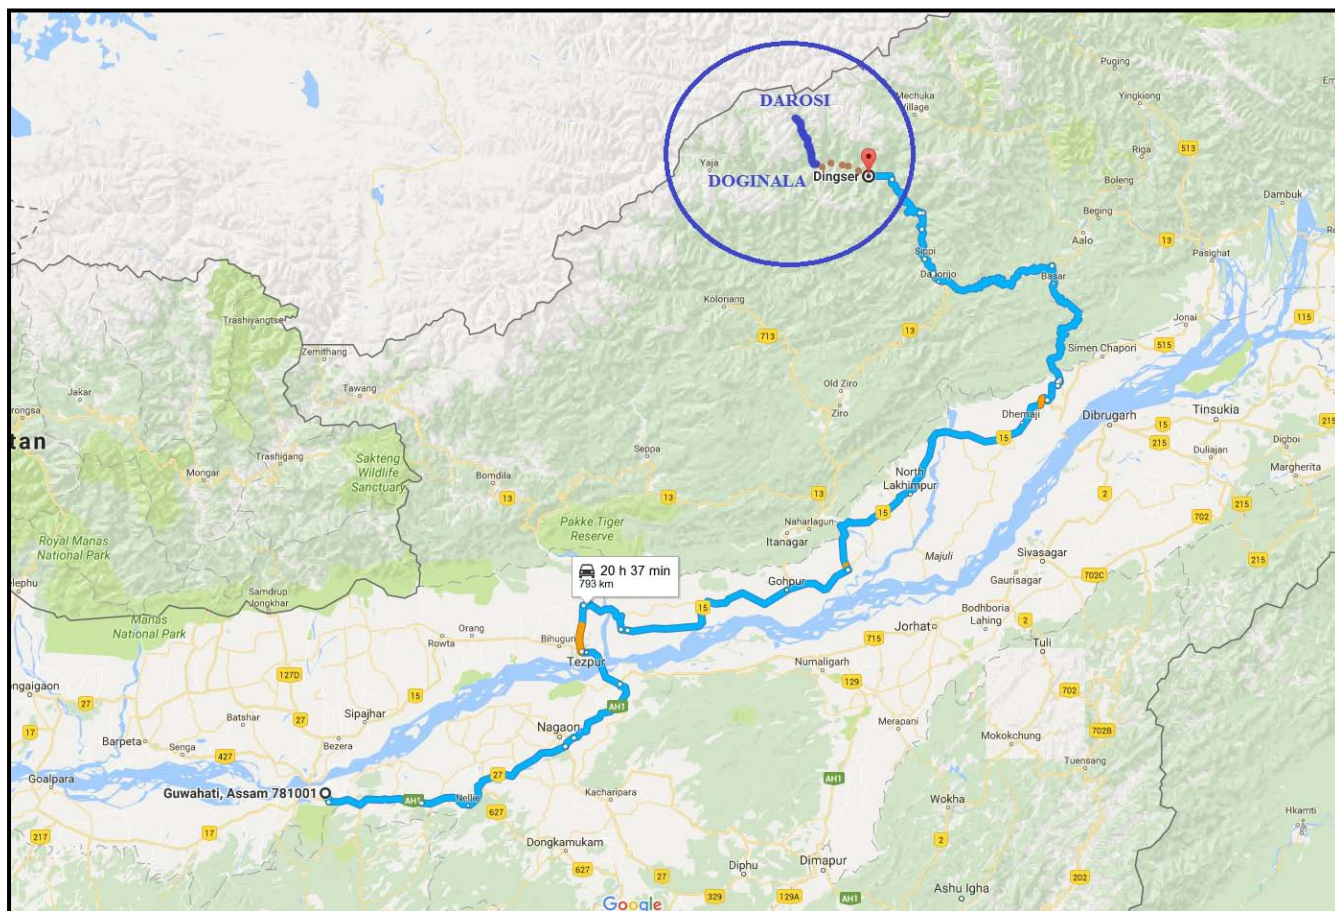 Puging
Yingkiong
Mechuka
Village
DAROSI
513
Riga
Yaja
DOGINALA
Dingser
Boleng
Dambuk
Beging
Aalo
13
Pasighat
Sippi
Daporijo
Basar
Koloriang
Trashiyangtse
713
13
Jonai
115
515
Zemithang
Simen Chapori
Tawang
Jakar
Old Ziro
Ziro
Dhemaji
Dibrugarh
Tinsukia
15
215
tan
15
215
Digboi
Trashigang
Sakteng
Wildlife
Sanctuary
Mongar
Seppa
Duliajan
Margherita
Bomdila
North
Lakhimpur
13
13
13
2
215
15
702
Pakke Tiger
Reserve
Naharlagun
Itanagar
Royal Manas
National Park
Majuli
Sivasagar
20 h 37 min
793 km
702C
Gohpur
Gaurisagar
Samdrup
Jongkhar
Manas
National Park
15
Bodhboria
Lahing
2
Orang
Rowta
Bihuguri
Jorhat
715
Tuli
Tezpur
Numaligarh
127D
129
702
15
27
Batshar
27
Sipajhar
AH1
Merapani
17
Nagaon
702B
Barpeta
Senga
Bezera
Mokokchung
427
Tuensang
Goalpara
27
AH1
Guwahati, Assam 781001
AH1
Nellie
Kacharipara
Wokha
Hkamti
627
217
17
Dongkamukam
2
Diphu
Dimapur
627
27
202
Ashu Igha
Google
329
AH1
129A
AH1